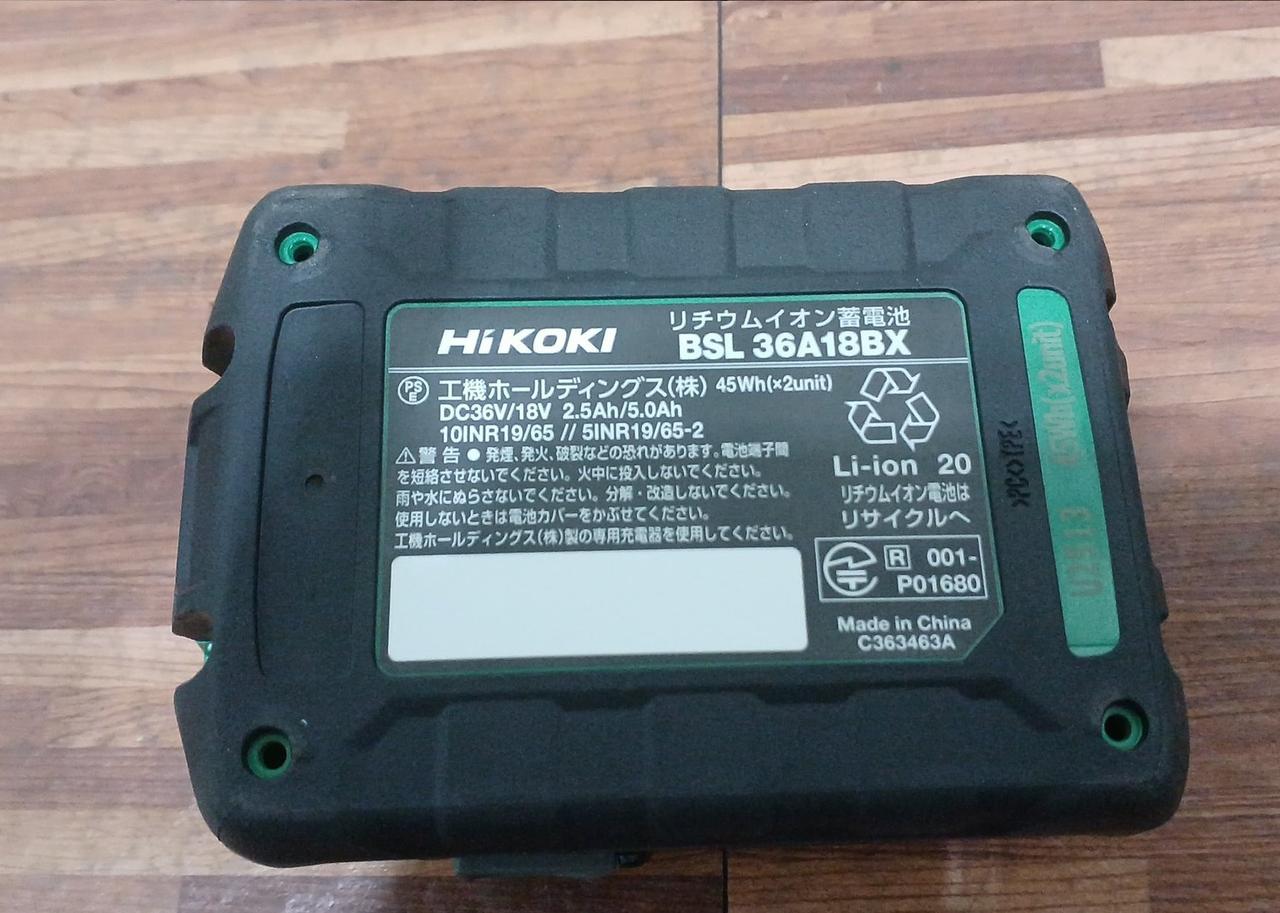 HiKOKI
リチウムイオン蓄電池
BSL 36A18BX
PS
E
工機ホールディングス(株) 45Wh(×2unit)
DC36V/18V 2.5Ah/5.0Ah
10INR19/65 // 5INR19/65-2
警告 ● 発煙、発火、破裂などの恐れがあります。電池端子間
を短絡させないでください。火中に投入しないでください。
雨や水にぬらさないでください。分解・改造しないでください。
使用しないときは電池カバーをかぶせてください。
工機ホールディングス(株)製の専用充電器を使用してください。
Li-ion 20
リチウムイオン電池は
リサイクルへ
R 001-
P01680
Made in China
C363463A
>PC<>TPE<
45Wh(x2unit)